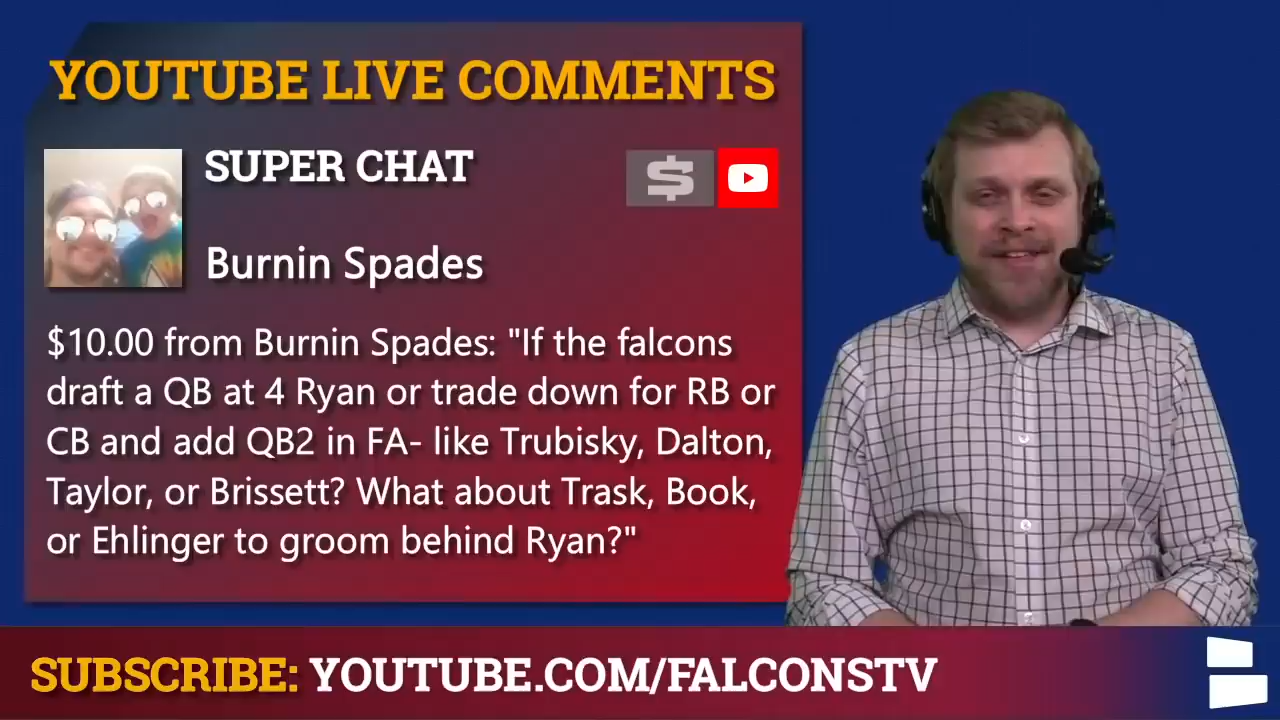 YOUTUBE LIVE COMMENTS
SUPER CHAT
$
Burnin Spades
$10.00 from Burnin Spades: "If the falcons
draft a QB at 4 Ryan or trade down for RB or
CB and add QB2 in FA- like Trubisky, Dalton,
Taylor, or Brissett? What about Trask, Book,
or Ehlinger to groom behind Ryan?"
SUBSCRIBE: YOUTUBE.COM/FALCONSTV